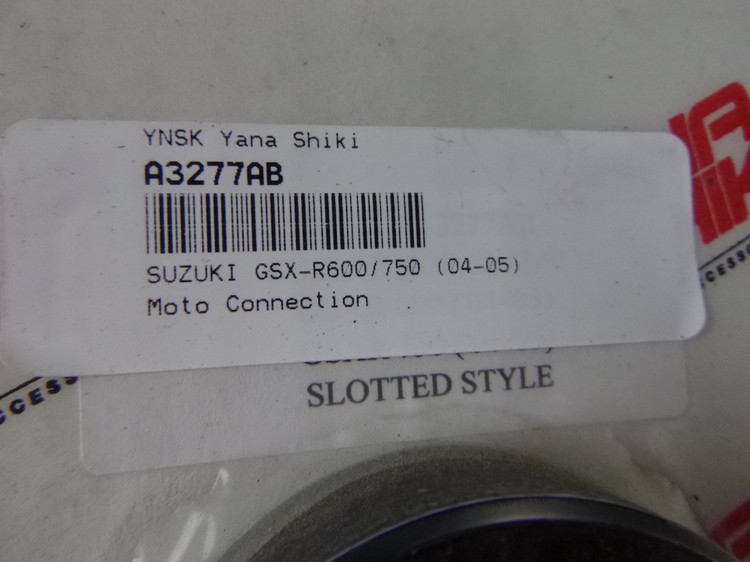 YNSK Yana Shiki
A3277AB
SUZUKI GSX-R600/750 (04-05)
Moto Connection
SLOTTED STYLE